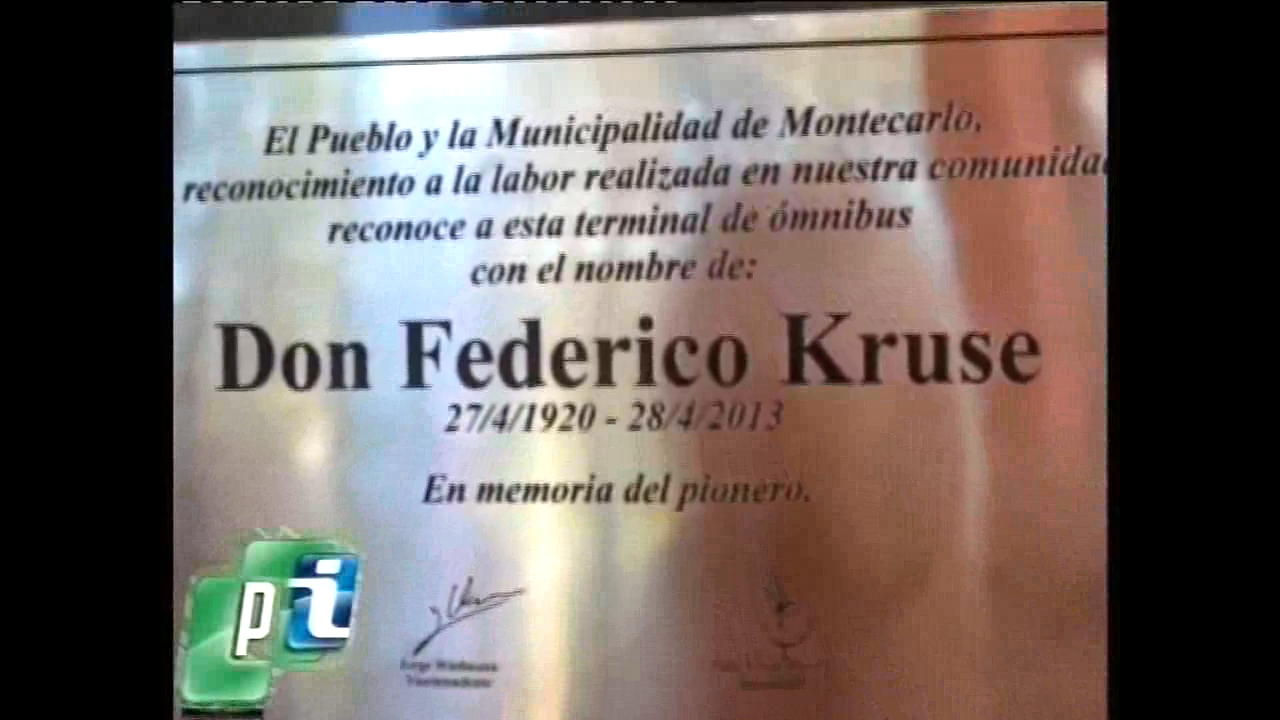 El Pueblo y la Municipalidad de Montecarlo,
reconocimiento a la labor realizada en nuestra comunidad
reconoce a esta terminal de ómnibus
con el nombre de:
Don Federico Kruse
27/4/1920 - 28/4/2013
En memoria del pionero.
pi